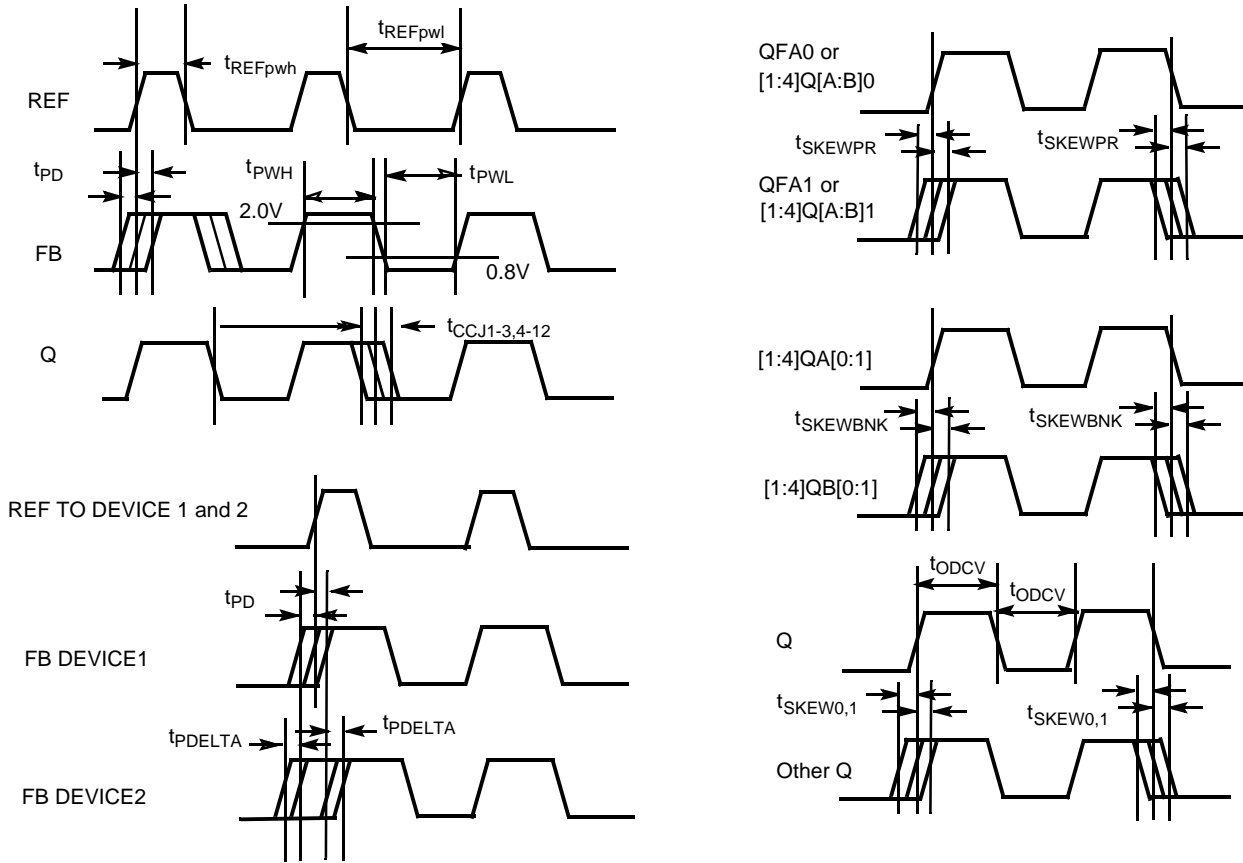 tREFpwl
tREFpwh
REF
tPD
tPWH
tPWL
2.0V
FB
0.8V
tCCJ1-3,4-12
Q
REF TO DEVICE 1 and 2
tPD
FB DEVICE1
tPDELTA
tPDELTA
FB DEVICE2
QFA0 or
[1:4]Q[A:B]0
tSKEWPR
tSKEWPR
QFA1 or
[1:4]Q[A:B]1
[1:4]QA[0:1]
tSKEWBNK
tSKEWBNK
[1:4]QB[0:1]
tODCV
tODCV
Q
tSKEW0,1
tSKEW0,1
Other Q